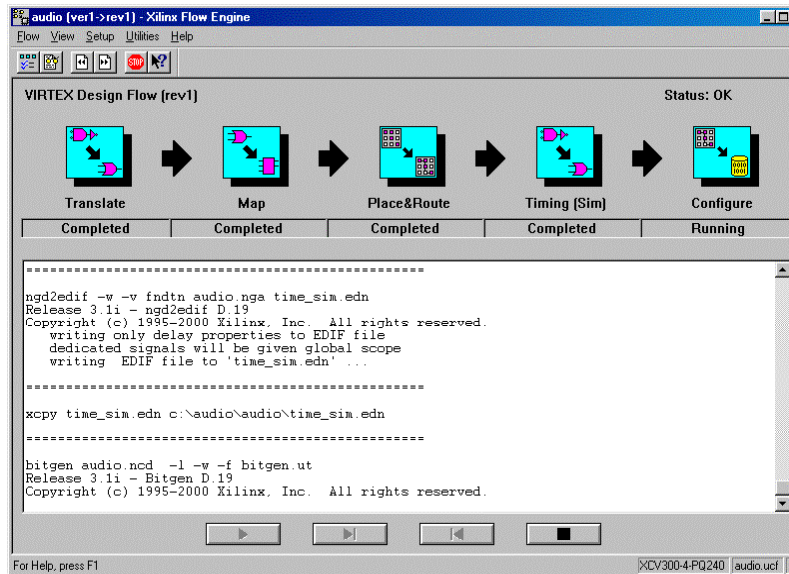 audio (ver1->rev1) - Xilinx Flow Engine
Flow View Setup Utilities Help
STOP
VIRTEX Design Flow (rev1)
Status: OK
Translate Map Place&Route Timing (Sim) Configure
Completed Completed Completed Completed Running
==================================================
ngd2edif -w -v fndtn audio.nga time_sim.edn
Release 3.1i - ngd2edif D.19
Copyright (c) 1995-2000 Xilinx, Inc.  All rights reserved.
   writing only delay properties to EDIF file
   dedicated signals will be given global scope
   writing  EDIF file to 'time_sim.edn' ...
==================================================
xcpy time_sim.edn c:\audio\audio\time_sim.edn
==================================================
bitgen audio.ncd  -l -w -f bitgen.ut
Release 3.1i - Bitgen D.19
Copyright (c) 1995-2000 Xilinx, Inc.  All rights reserved.
For Help, press F1
XCV300-4-PQ240 audio.ucf